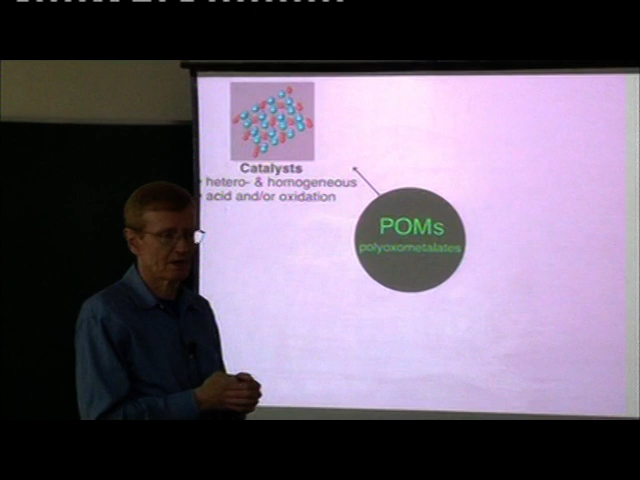 Catalysts
hetero- & homogeneous
acid and/or oxidation
POMs
polyoxometalates